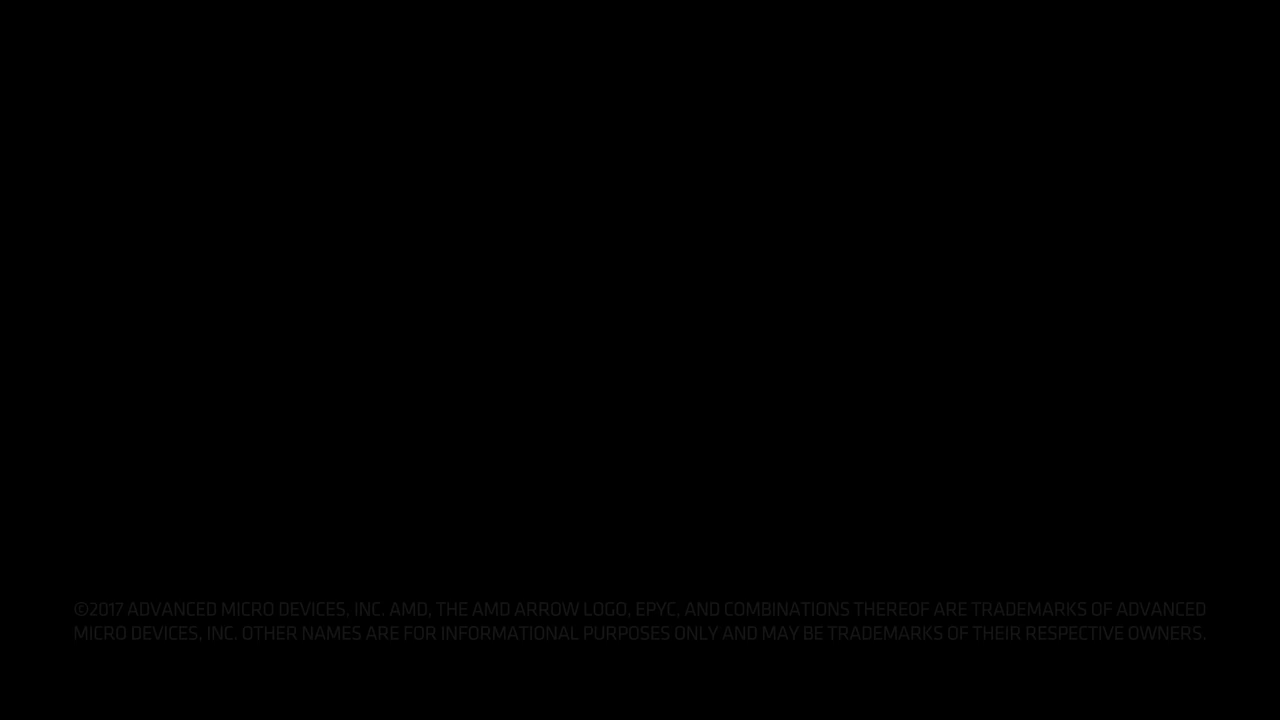 ©2017 ADVANCED MICRO DEVICES, INC. AMD, THE AMD ARROW LOGO, EPYC, AND COMBINATIONS THEREOF ARE TRADEMARKS OF ADVANCED
MICRO DEVICES, INC. OTHER NAMES ARE FOR INFORMATIONAL PURPOSES ONLY AND MAY BE TRADEMARKS OF THEIR RESPECTIVE OWNERS.